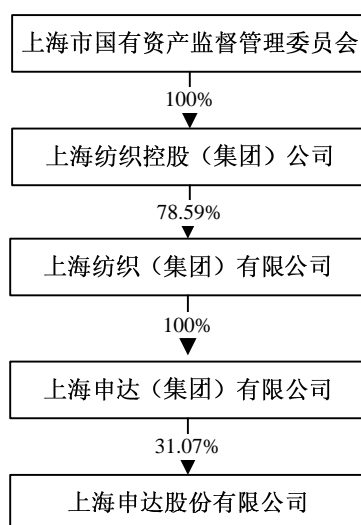 上海市国有资产监督管理委员会
100%
上海纺织控股（集团）公司
78.59%
上海纺织（集团）有限公司
100%
上海申达（集团）有限公司
31.07%
上海申达股份有限公司